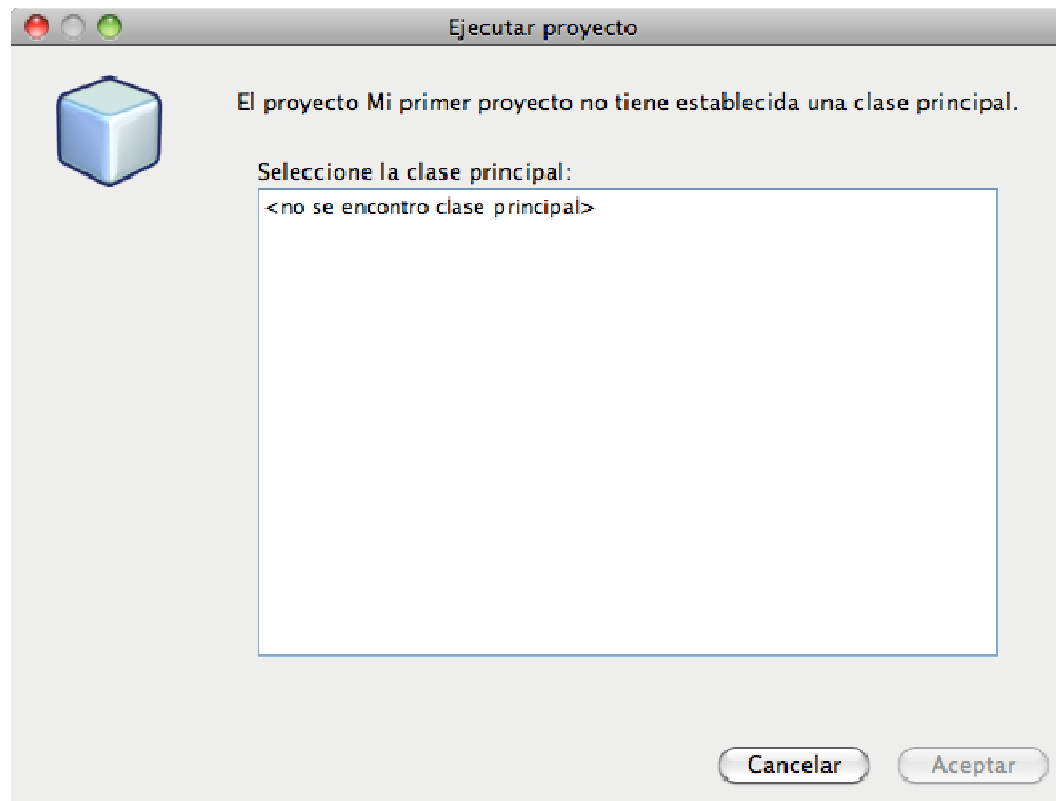 Ejecutar proyecto
El proyecto Mi primer proyecto no tiene establecida una clase principal.
Seleccione la clase principal:
<no se encontro clase principal>
Cancelar
Aceptar